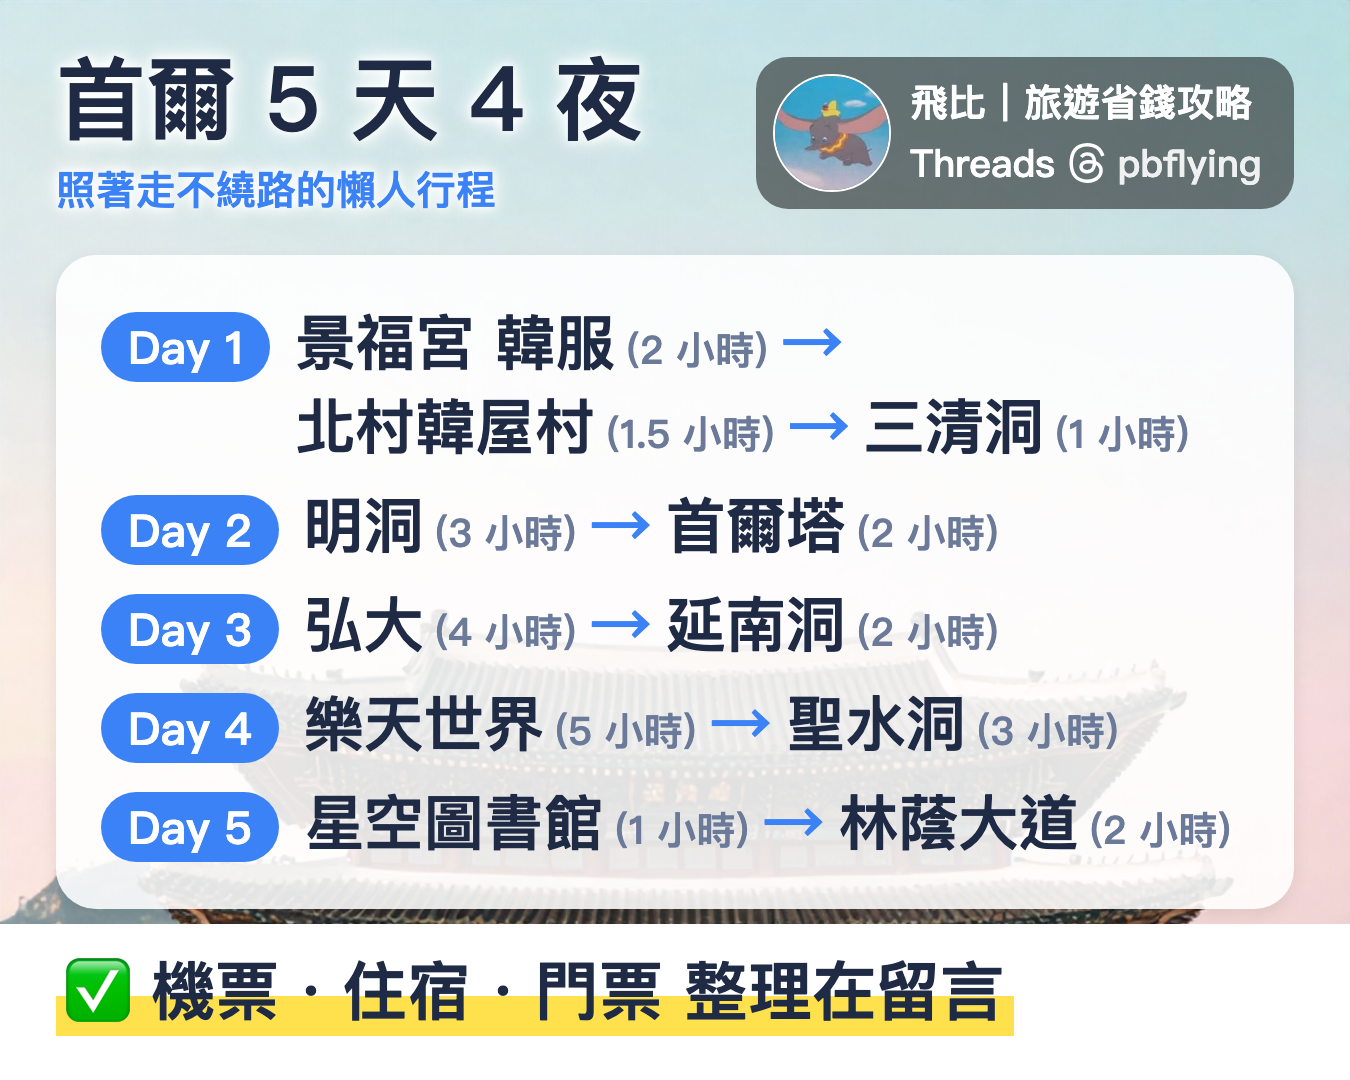 首爾 5 天 4 夜
照著走不繞路的懶人行程
飛比｜旅遊省錢攻略
Threads pbflying
Day 1 景福宮 韓服 (2 小時) →
北村韓屋村 (1.5 小時) → 三清洞 (1 小時)
Day 2 明洞 (3 小時) → 首爾塔 (2 小時)
Day 3 弘大 (4 小時) → 延南洞 (2 小時)
Day 4 樂天世界 (5 小時) → 聖水洞 (3 小時)
Day 5 星空圖書館 (1 小時) → 林蔭大道 (2 小時)
✅ 機票 · 住宿 · 門票 整理在留言